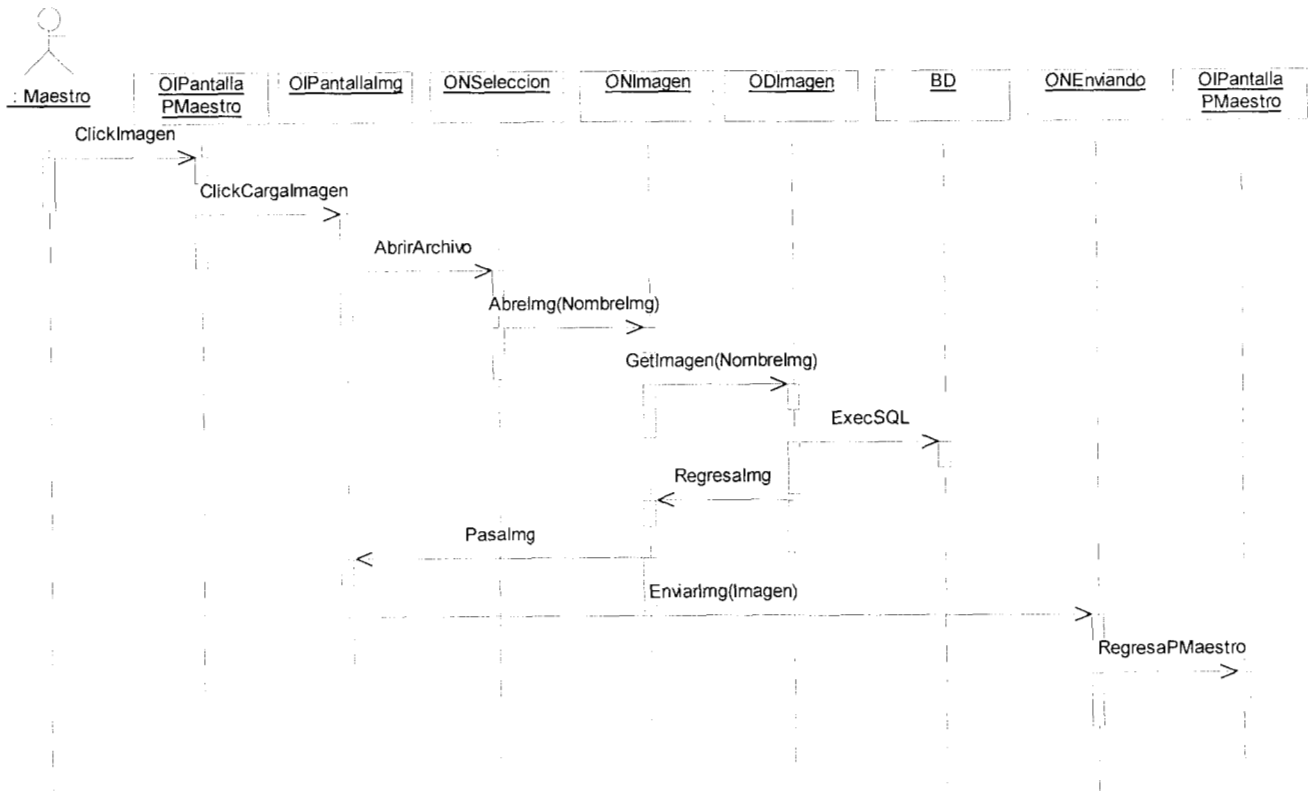 : Maestro
OIPantalla
PMaestro
OIPantallaImg
ONSeleccion
ONImagen
ODImagen
BD
ONEnviando
OIPantalla
PMaestro
ClickImagen
ClickCargaImagen
AbrirArchivo
AbreImg(NombreImg)
GetImagen(NombreImg)
ExecSQL
RegresaImg
PasaImg
EnviarImg(Imagen)
RegresaPMaestro